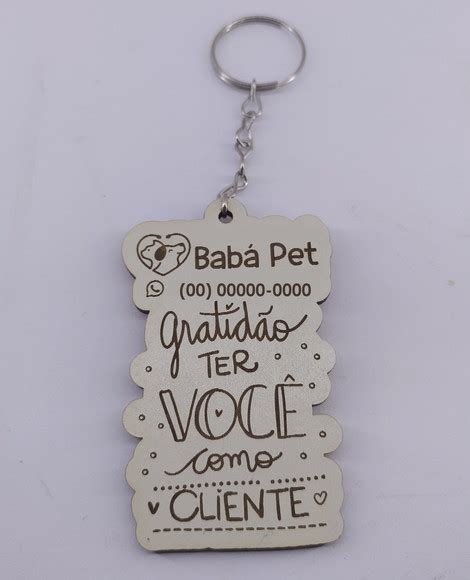 Babá Pet
(00) 00000-0000
gratidão
TER
VOCÊ
como
CLIENTE